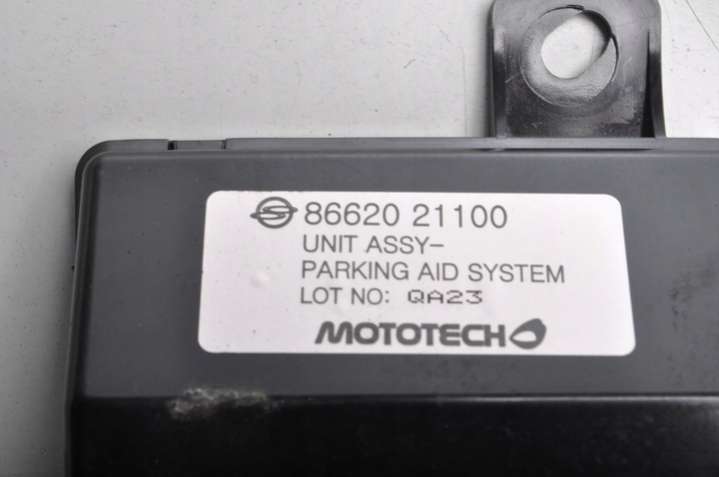 86620 21100
UNIT ASSY-
PARKING AID SYSTEM
LOT NO: QA23
MOTOTECH